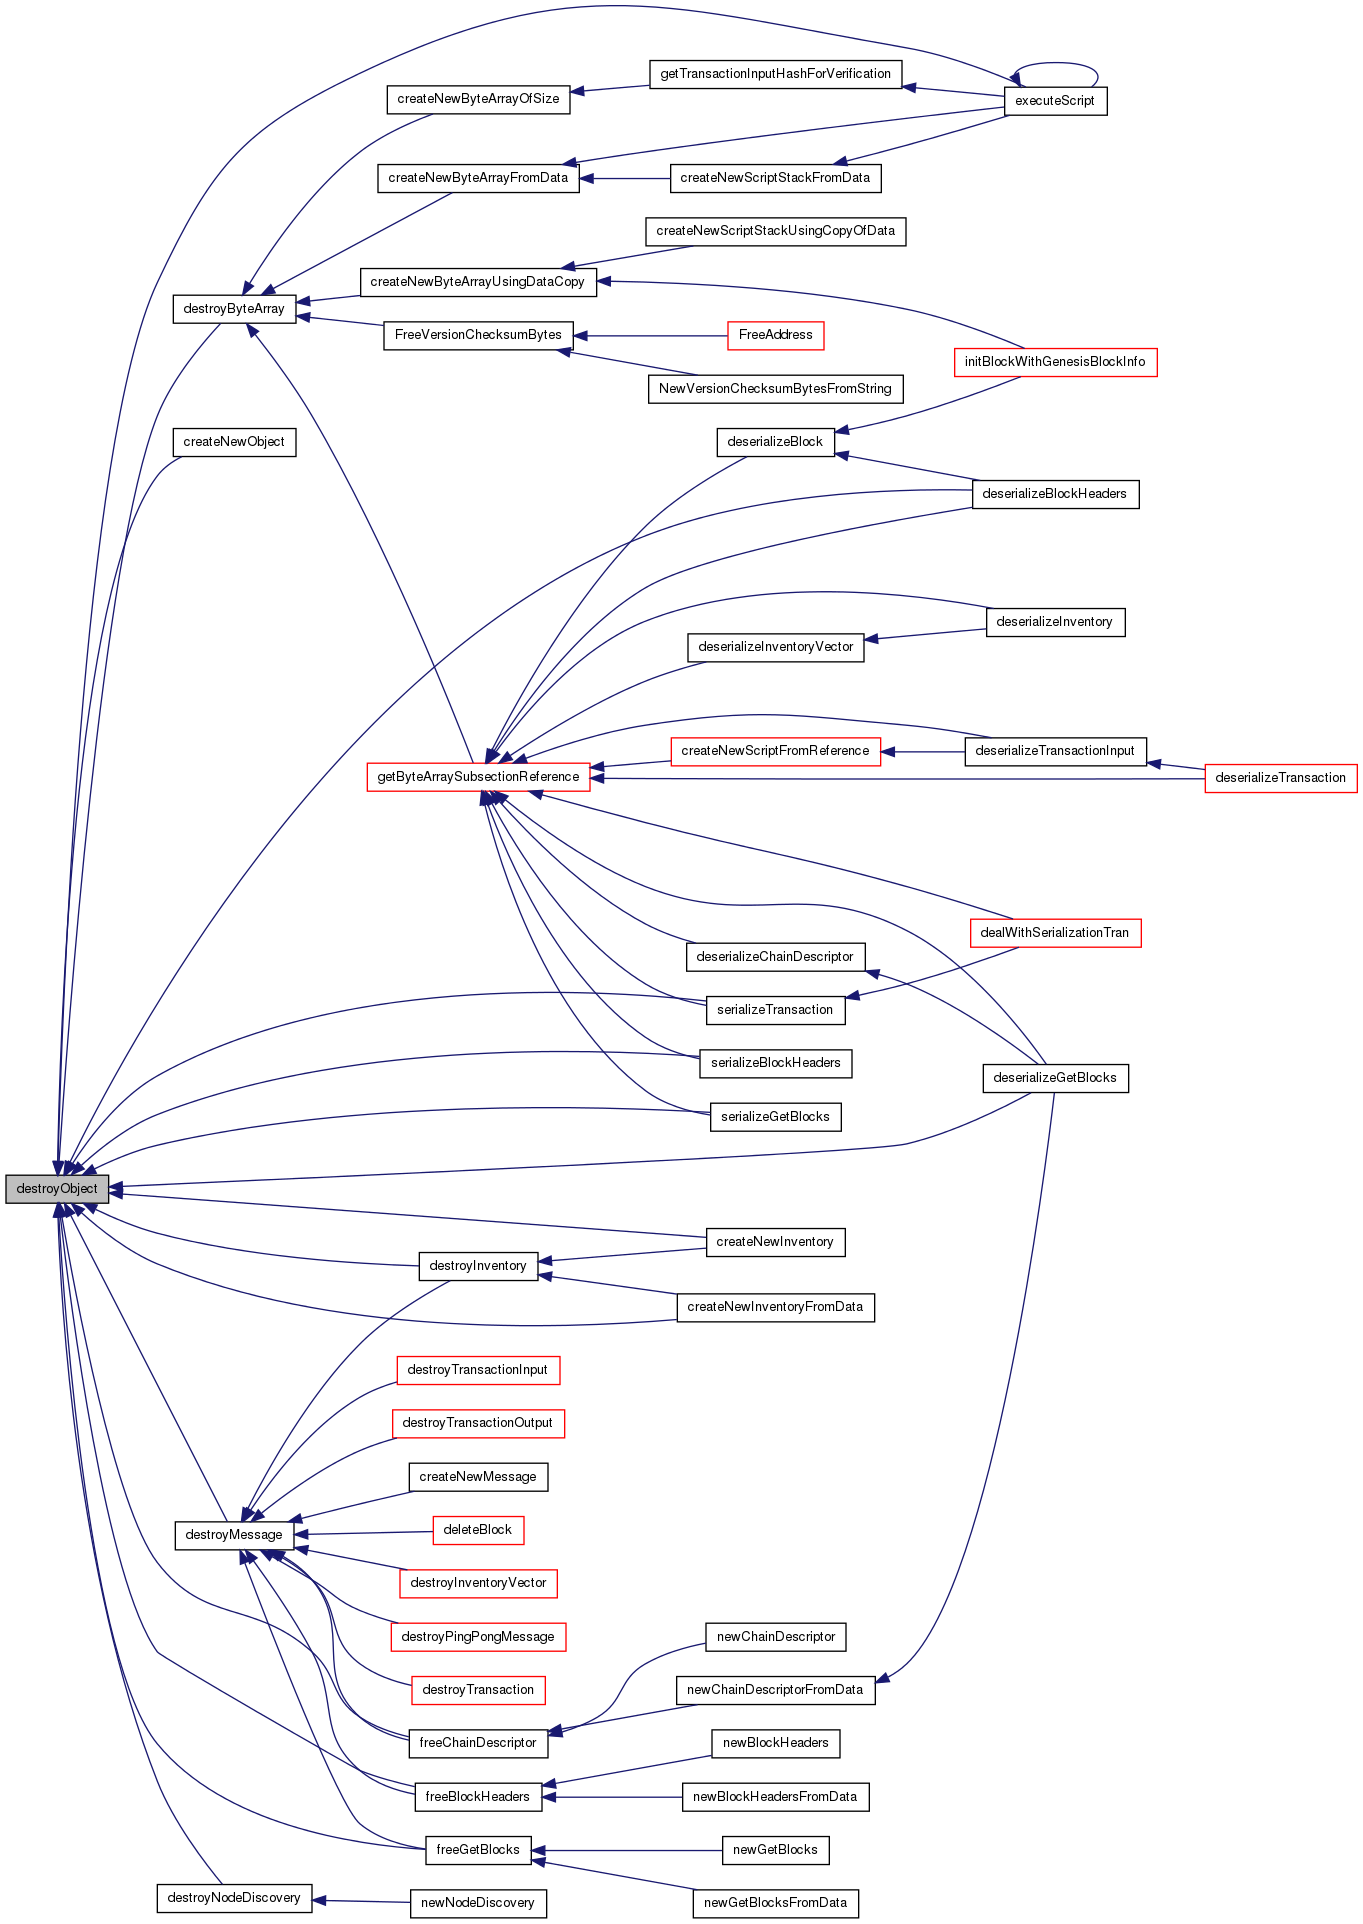 getTransactionInputHashForVerification
createNewByteArrayOfSize
executeScript
createNewByteArrayFromData
createNewScriptStackFromData
createNewScriptStackUsingCopyOfData
createNewByteArrayUsingDataCopy
destroyByteArray
FreeVersionChecksumBytes
FreeAddress
initBlockWithGenesisBlockInfo
NewVersionChecksumBytesFromString
createNewObject
deserializeBlock
deserializeBlockHeaders
deserializeInventory
deserializeInventoryVector
createNewScriptFromReference
deserializeTransactionInput
getByteArraySubsectionReference
deserializeTransaction
dealWithSerializationTran
deserializeChainDescriptor
serializeTransaction
serializeBlockHeaders
deserializeGetBlocks
serializeGetBlocks
destroyObject
createNewInventory
destroyInventory
createNewInventoryFromData
destroyTransactionInput
destroyTransactionOutput
createNewMessage
destroyMessage
deleteBlock
destroyInventoryVector
destroyPingPongMessage
newChainDescriptor
destroyTransaction
newChainDescriptorFromData
freeChainDescriptor
newBlockHeaders
freeBlockHeaders
newBlockHeadersFromData
freeGetBlocks
newGetBlocks
destroyNodeDiscovery
newNodeDiscovery
newGetBlocksFromData